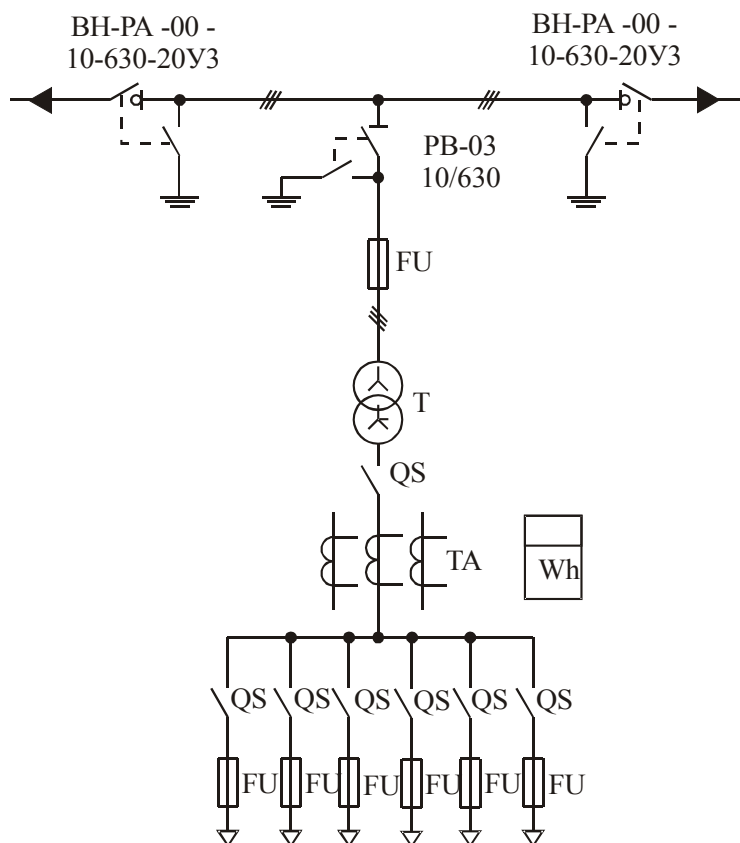 ВН-РА -00 -
10-630-20У3
ВН-РА -00 -
10-630-20У3
РВ-03
10/630
FU
T
QS
TA
Wh
QS
QS
QS
QS
QS
QS
FU
FU
FU
FU
FU
FU